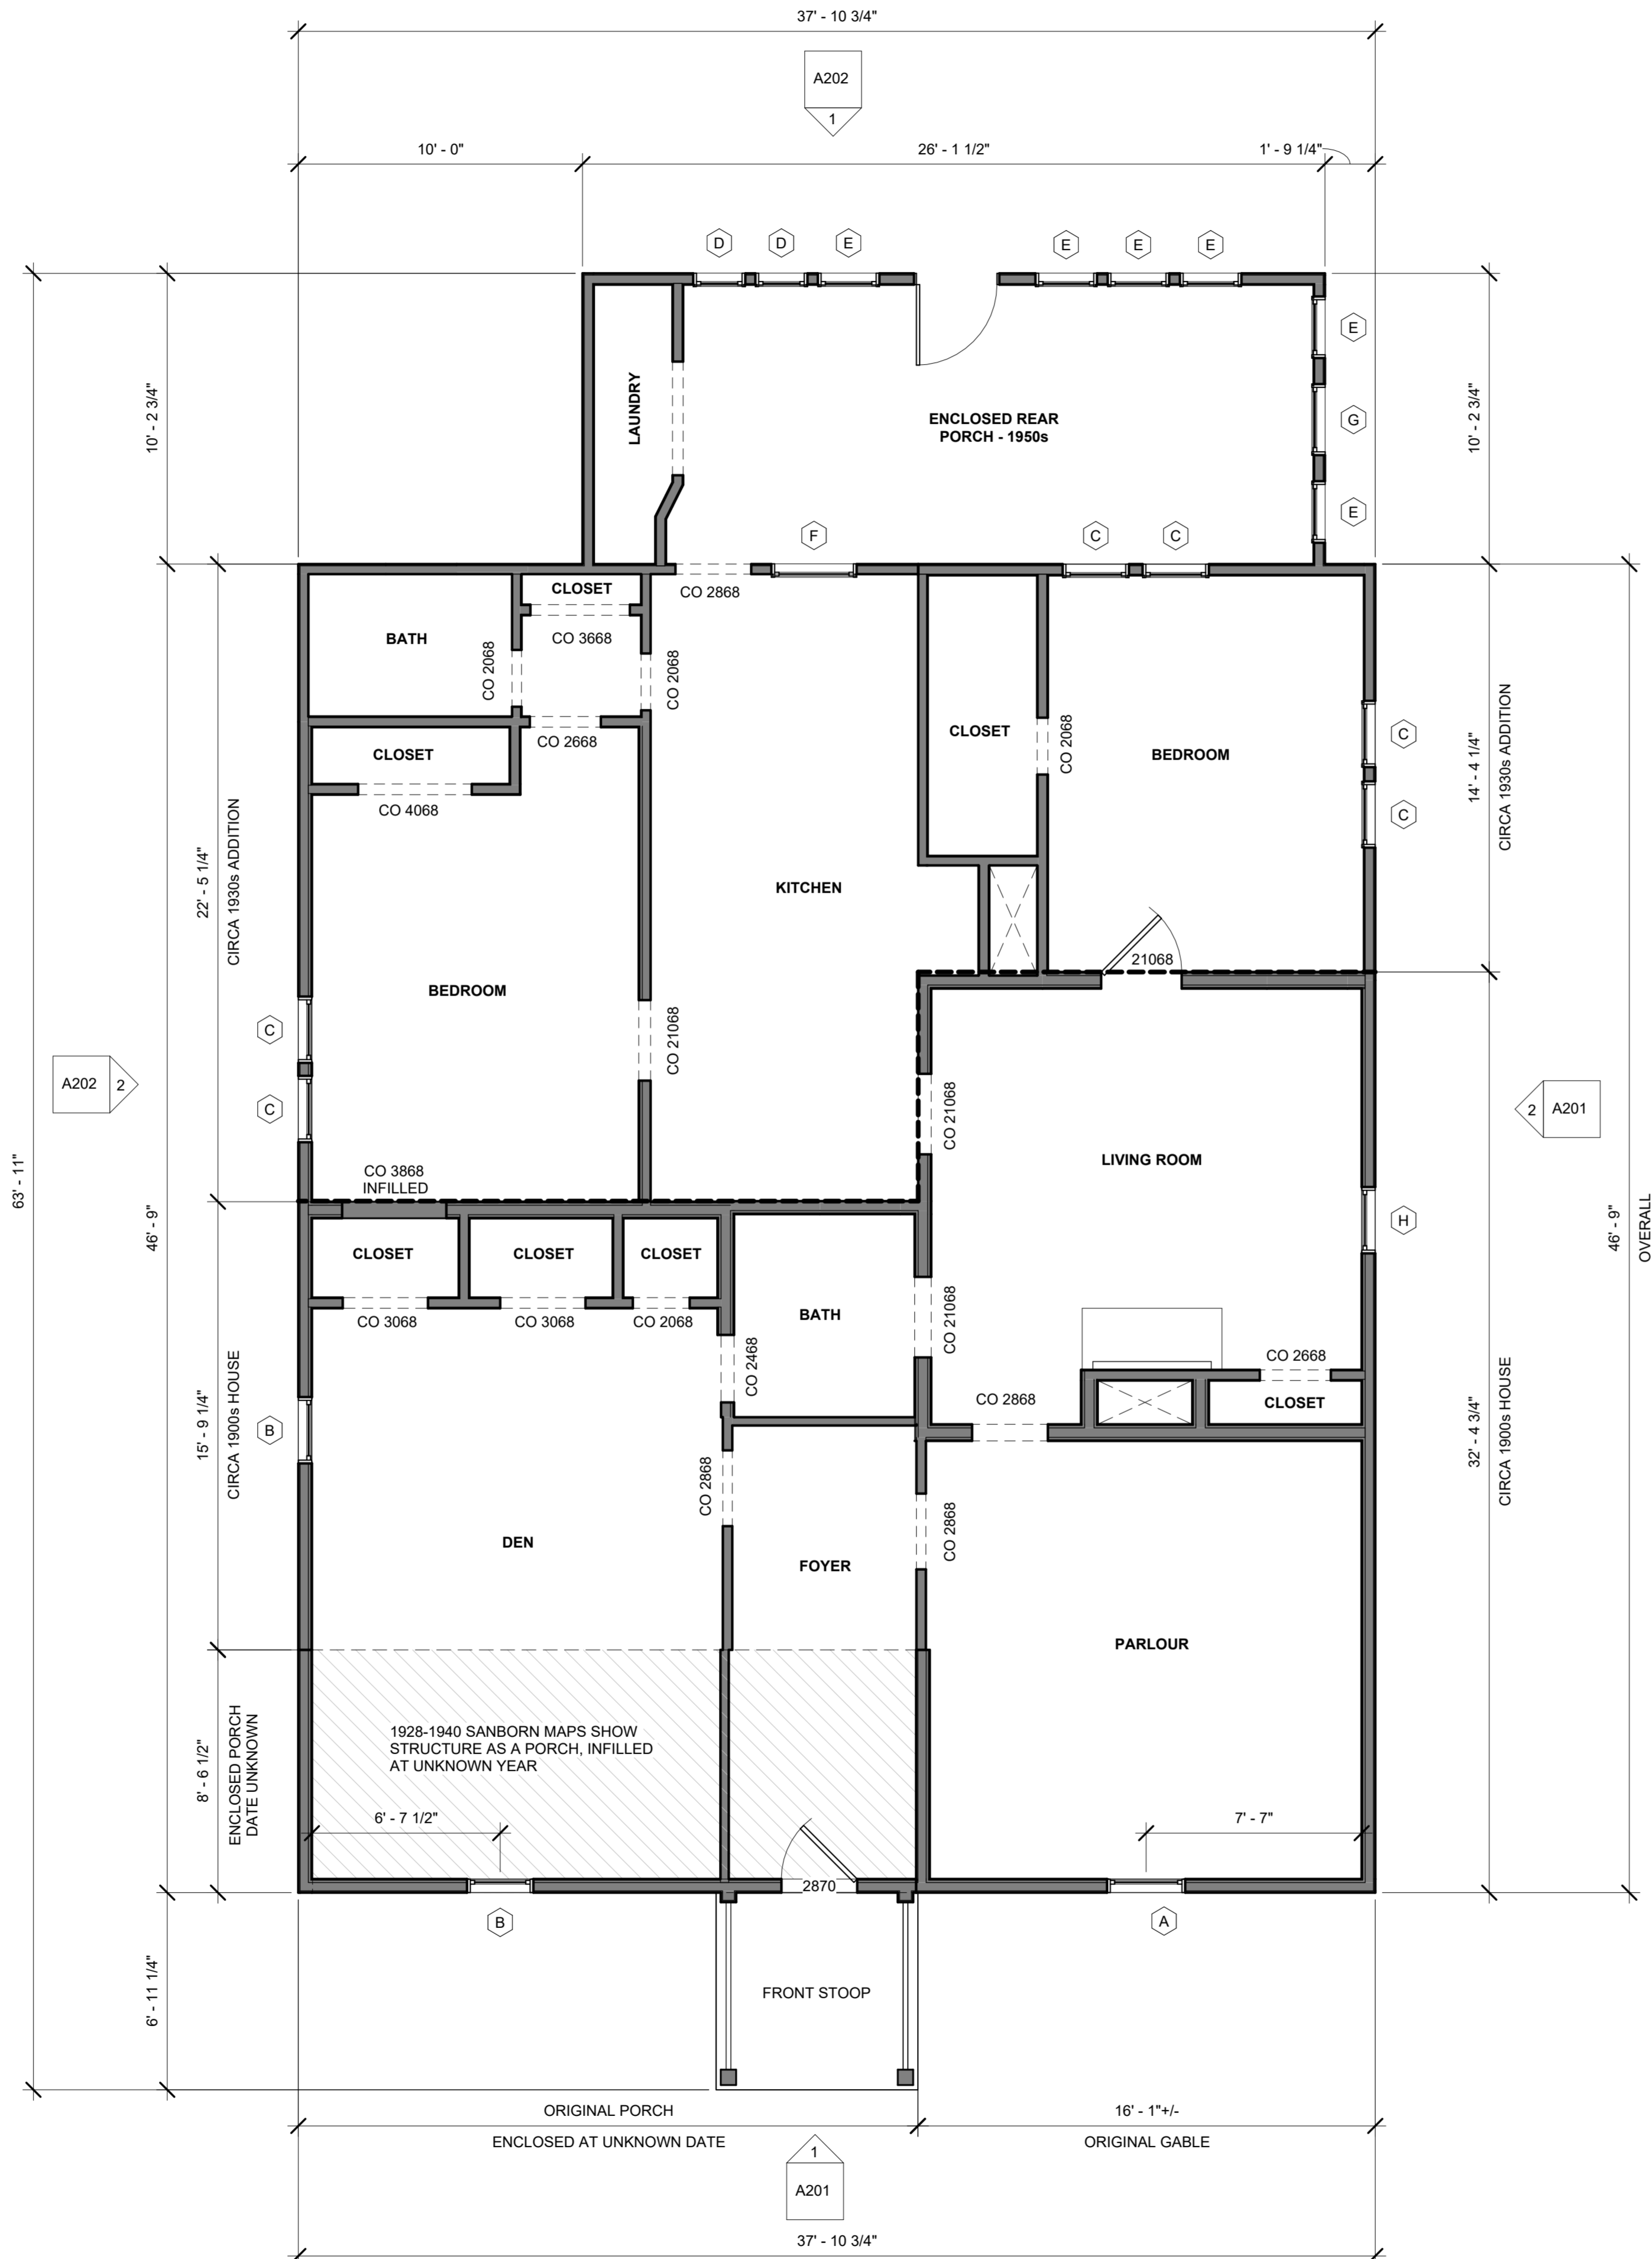 37' - 10 3/4"
A202
1
10' - 0"
26' - 1 1/2"
1' - 9 1/4"
D
D
E
E
E
E
E
G
E
10' - 2 3/4"
10' - 2 3/4"
LAUNDRY
ENCLOSED REAR
PORCH - 1950s
F
C
C
CO 2868
CLOSET
CO 3668
BATH
CO 2068
CO 2068
CO 2668
CLOSET
CO 4068
CLOSET
CO 2068
BEDROOM
C
C
14' - 4 1/4"
CIRCA 1930s ADDITION
22' - 5 1/4"
CIRCA 1930s ADDITION
KITCHEN
21068
BEDROOM
C
C
A202
2
CO 21068
CO 21068
LIVING ROOM
2
A201
63' - 11"
46' - 9"
46' - 9"
OVERALL
CO 3868
INFILLED
H
CLOSET
CLOSET
CLOSET
CO 3068
CO 3068
CO 2068
BATH
CO 2468
CO 21068
CO 2668
CLOSET
CO 2868
15' - 9 1/4"
CIRCA 1900s HOUSE
B
32' - 4 3/4"
CIRCA 1900s HOUSE
CO 2868
CO 2868
DEN
FOYER
PARLOUR
8' - 6 1/2"
ENCLOSED PORCH
DATE UNKNOWN
1928-1940 SANBORN MAPS SHOW
STRUCTURE AS A PORCH, INFILLED
AT UNKNOWN YEAR
6' - 7 1/2"
7' - 7"
2870
B
A
6' - 11 1/4"
FRONT STOOP
ORIGINAL PORCH
ENCLOSED AT UNKNOWN DATE
16' - 1"+/-
ORIGINAL GABLE
1
A201
37' - 10 3/4"